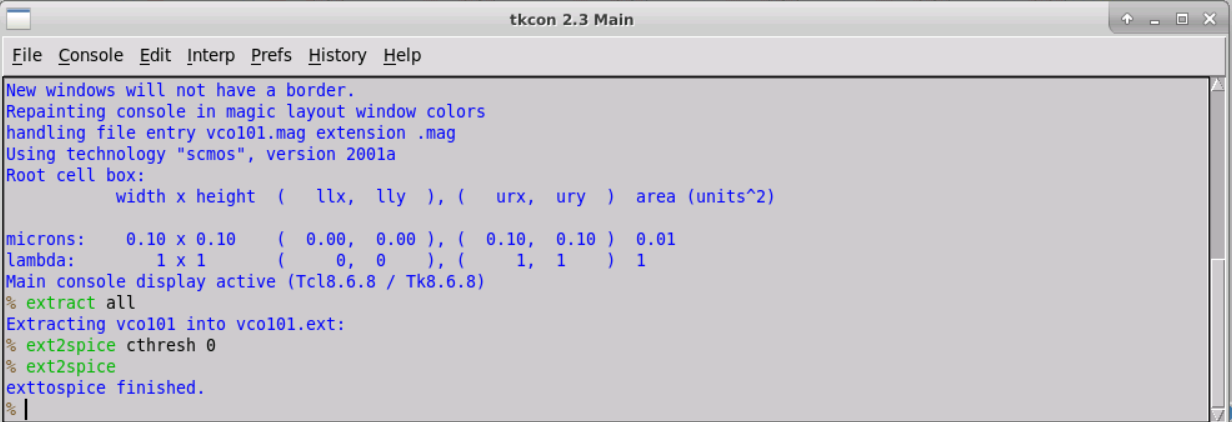 tkcon 2.3 Main
File Console Edit Interp Prefs History Help
New windows will not have a border.
Repainting console in magic layout window colors
handling file entry vco101.mag extension .mag
Using technology "scmos", version 2001a
Root cell box:
width x height ( llx, lly ), ( urx, ury ) area (units^2)
microns: 0.10 x 0.10 ( 0.00, 0.00 ), ( 0.10, 0.10 ) 0.01
lambda: 1 x 1 ( 0, 0 ), ( 1, 1 ) 1
Main console display active (Tcl8.6.8 / Tk8.6.8)
% extract all
Extracting vco101 into vco101.ext:
% ext2spice cthresh 0
% ext2spice
exttospice finished.
%